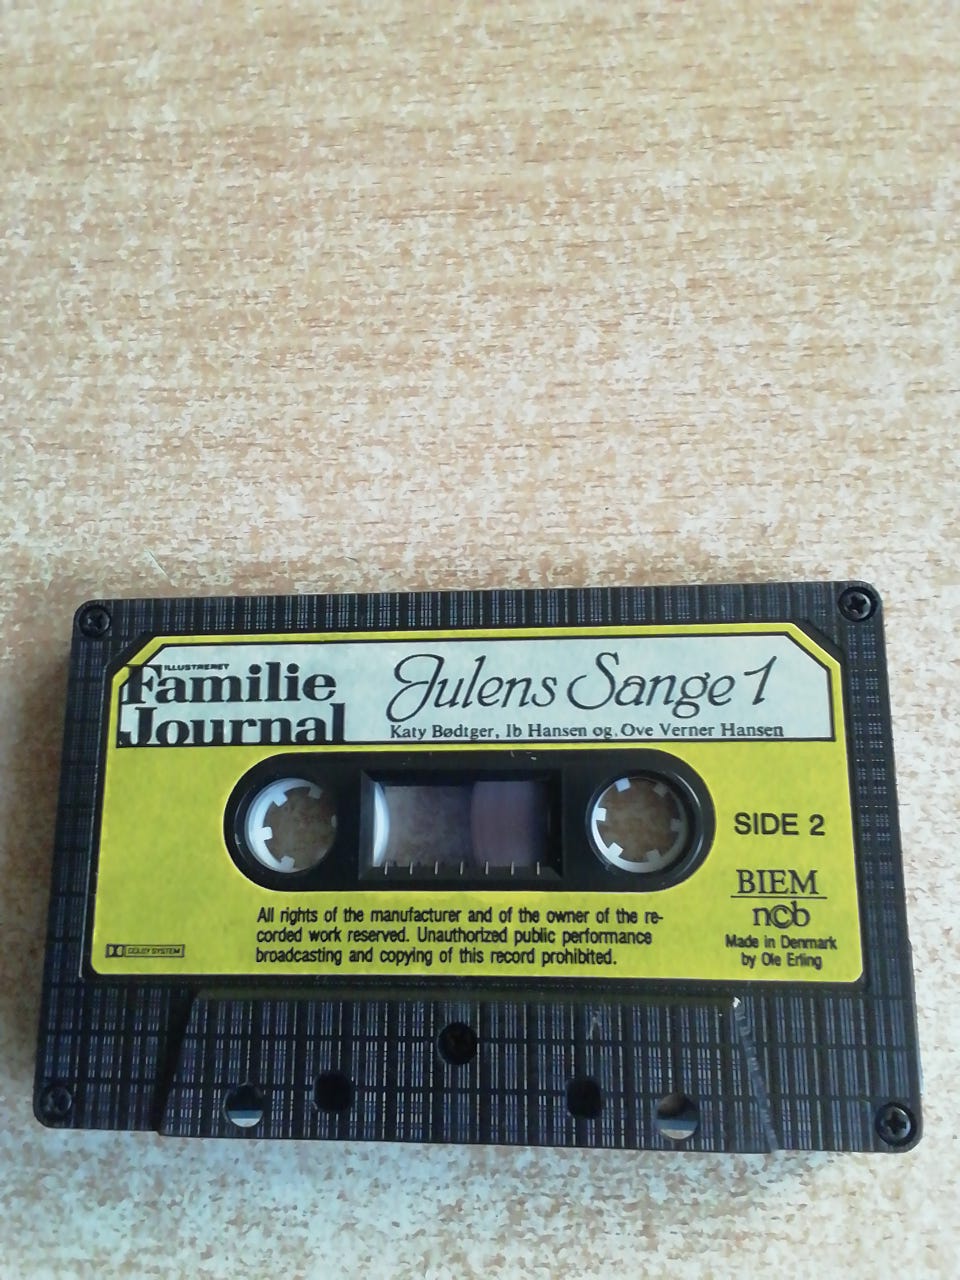 ILLUSTRERET
Familie
Journal
Julens Sange 1
Katy Bødtger, Ib Hansen og, Ove Verner Hansen
SIDE 2
BIEM
n©b
Made in Denmark
by Ole Erling
All rights of the manufacturer and of the owner of the re-
corded work reserved. Unauthorized public performance
broadcasting and copying of this record prohibited.
DOLBY SYSTEM